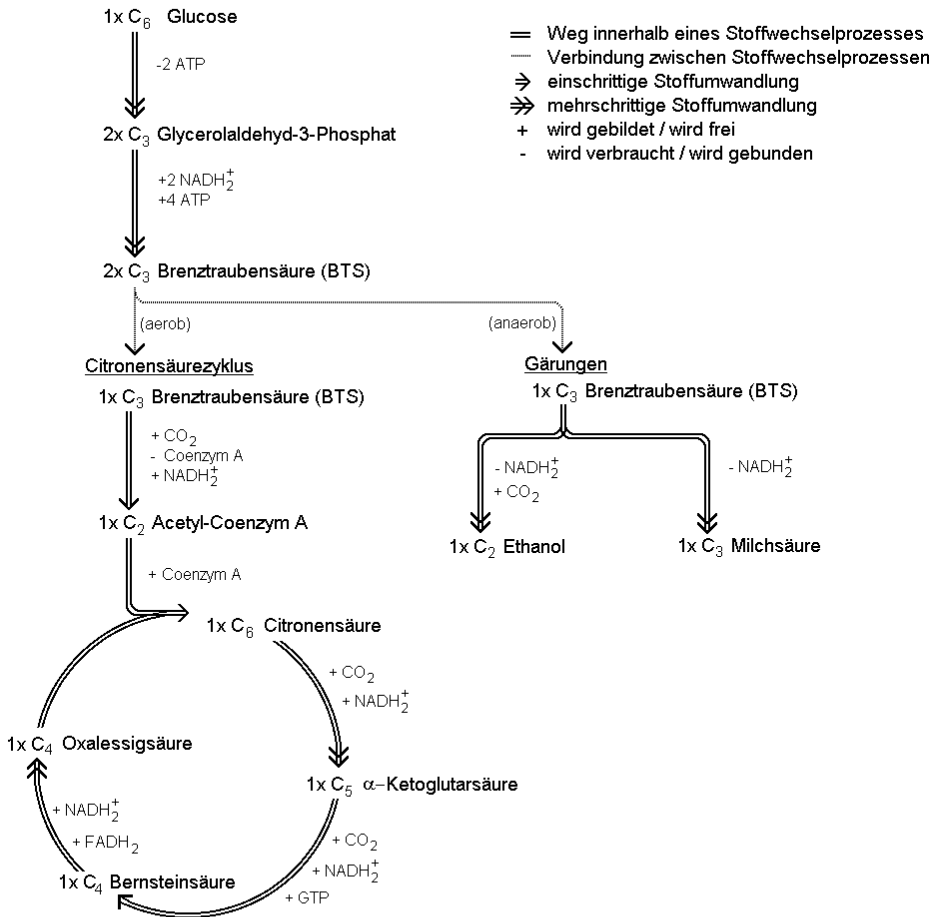 1x C₆ Glucose
-2 ATP
2x C₃ Glycerolaldehyd-3-Phosphat
+2 NADH₂⁺
+4 ATP
2x C₃ Brenztraubensäure (BTS)
(aerob)
(anaerob)
= Weg innerhalb eines Stoffwechselprozesses
Verbindung zwischen Stoffwechselprozessen
einschrittige Stoffumwandlung
mehrschrittige Stoffumwandlung
+ wird gebildet / wird frei
- wird verbraucht / wird gebunden
Citronensäurezyklus
1x C₃ Brenztraubensäure (BTS)
+ CO₂
- Coenzym A
+ NADH₂⁺
1x C₂ Acetyl-Coenzym A
+ Coenzym A
1x C₆ Citronensäure
+ CO₂
+ NADH₂⁺
1x C₅ α–Ketoglutarsäure
+ CO₂
+ NADH₂⁺
+ GTP
1x C₄ Bernsteinsäure
+ FADH₂
+ NADH₂⁺
1x C₄ Oxalessigsäure
Gärungen
1x C₃ Brenztraubensäure (BTS)
- NADH₂⁺
+ CO₂
1x C₂ Ethanol
- NADH₂⁺
1x C₃ Milchsäure